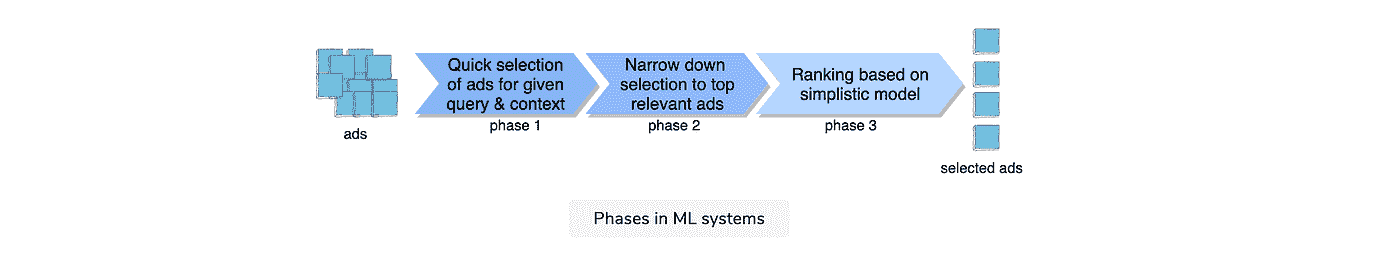 Quick selection
of ads for given
query & context
Narrow down
selection to top
relevant ads
Ranking based on
simplistic model
ads
phase 1
phase 2
phase 3
selected ads
Phases in ML systems